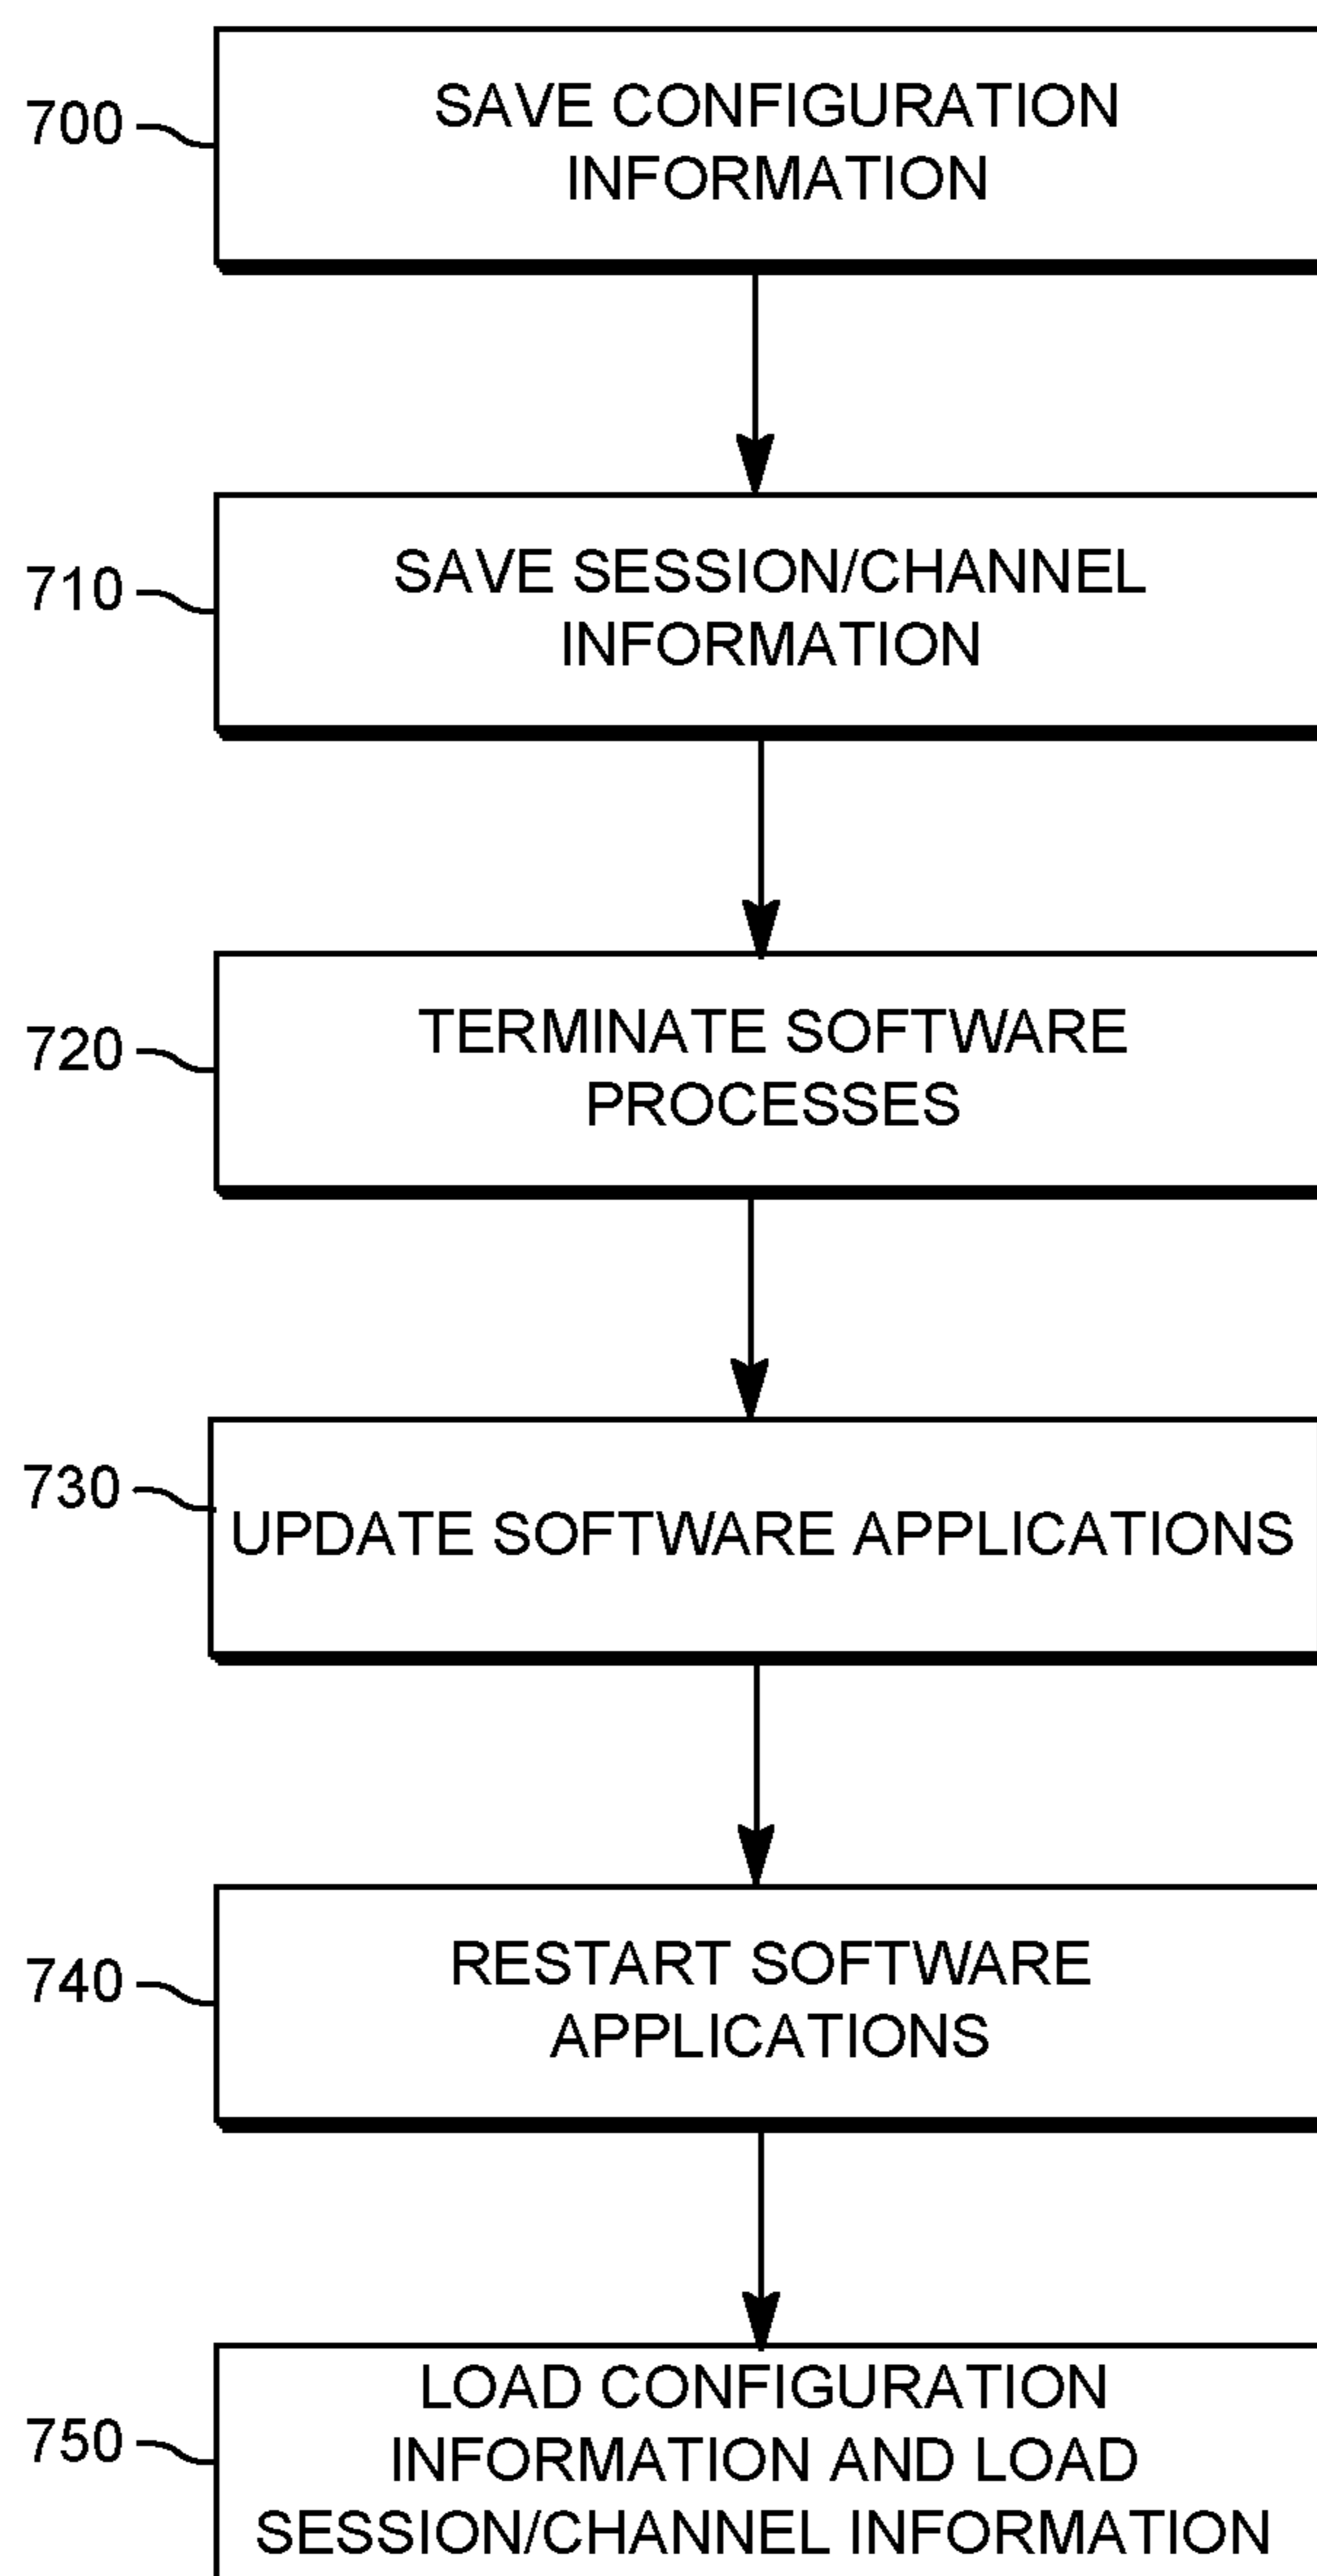 700
SAVE CONFIGURATION
INFORMATION
710
SAVE SESSION/CHANNEL
INFORMATION
720
TERMINATE SOFTWARE
PROCESSES
730
UPDATE SOFTWARE APPLICATIONS
740
RESTART SOFTWARE
APPLICATIONS
750
LOAD CONFIGURATION
INFORMATION AND LOAD
SESSION/CHANNEL INFORMATION